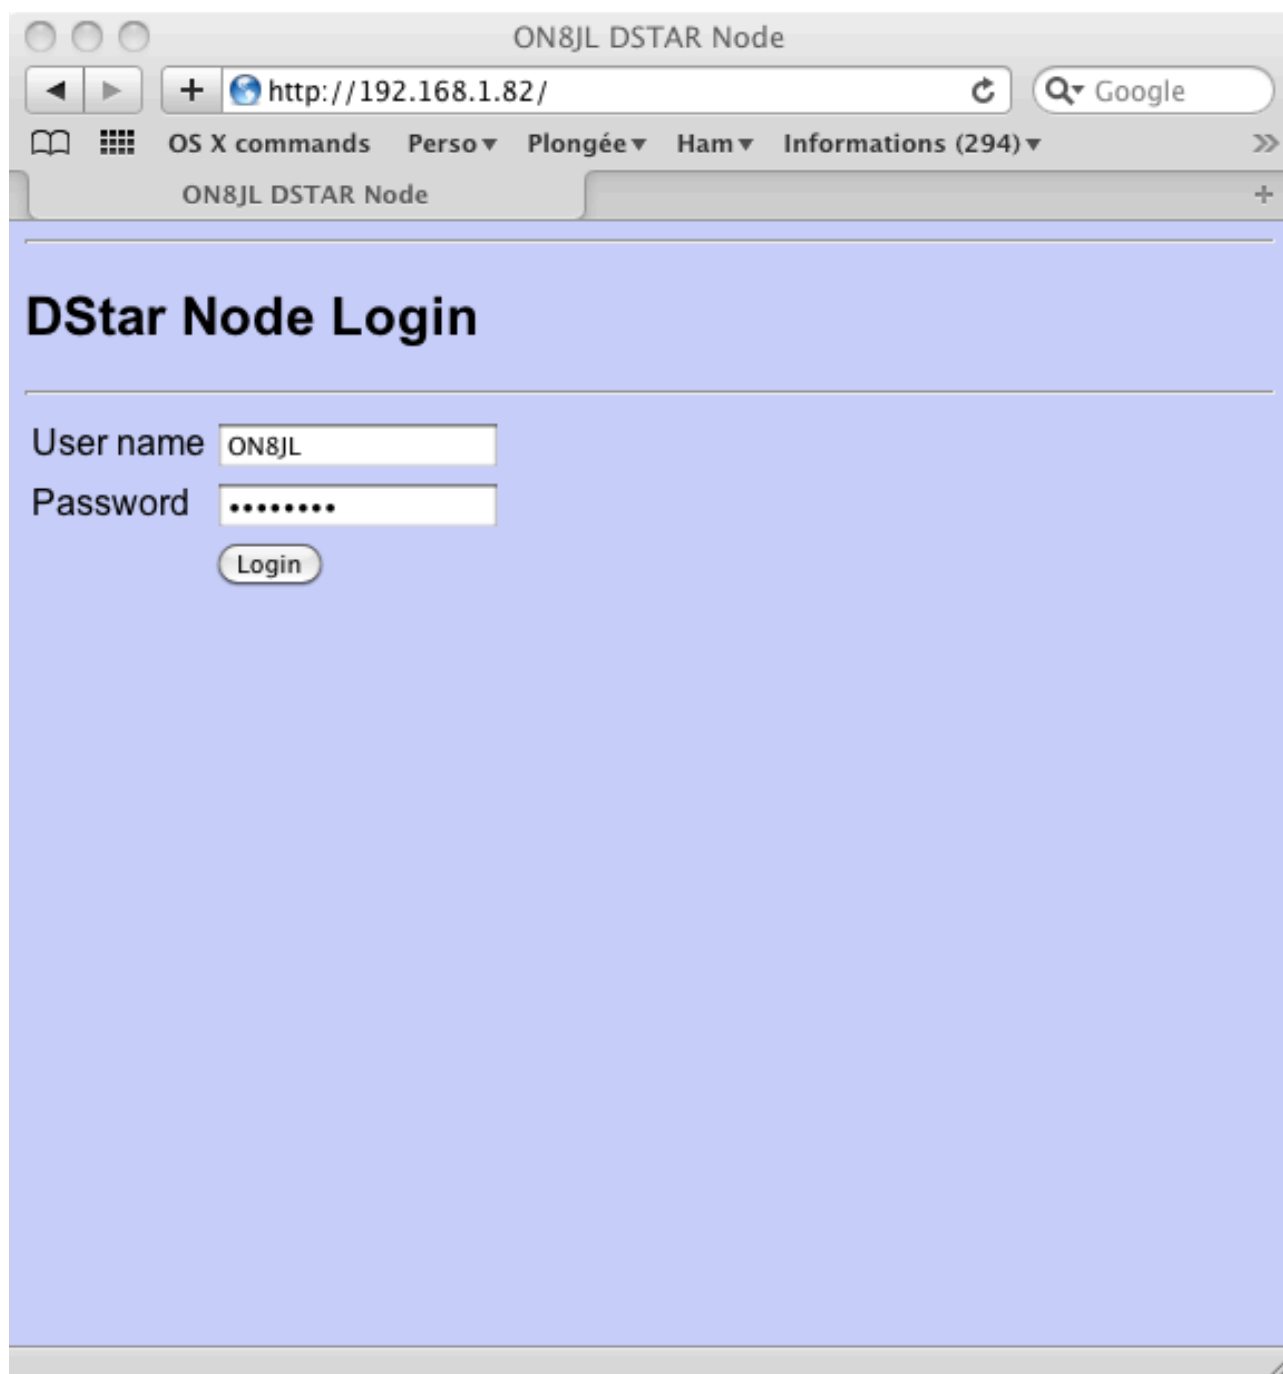 ON8JL DSTAR Node
http://192.168.1.82/ Google
OS X commands Perso Plongée Ham Informations (294)
ON8JL DSTAR Node
DStar Node Login
User name ON8JL
Password ••••••••
Login